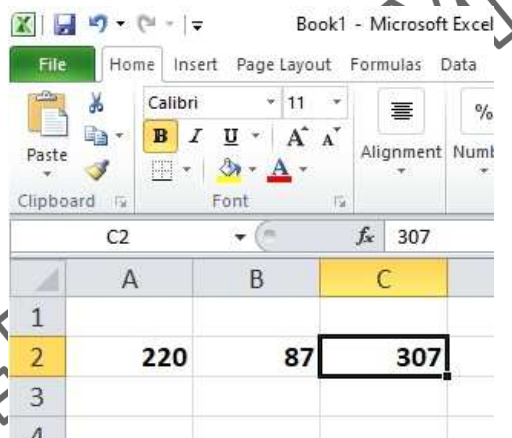 Book1 - Microsoft Excel
File Home Insert Page Layout Formulas Data
Calibri 11
B I U A A
Paste A Alignment
Clipboard Font
C2 fx 307
A B C
1
2 220 87 307
3